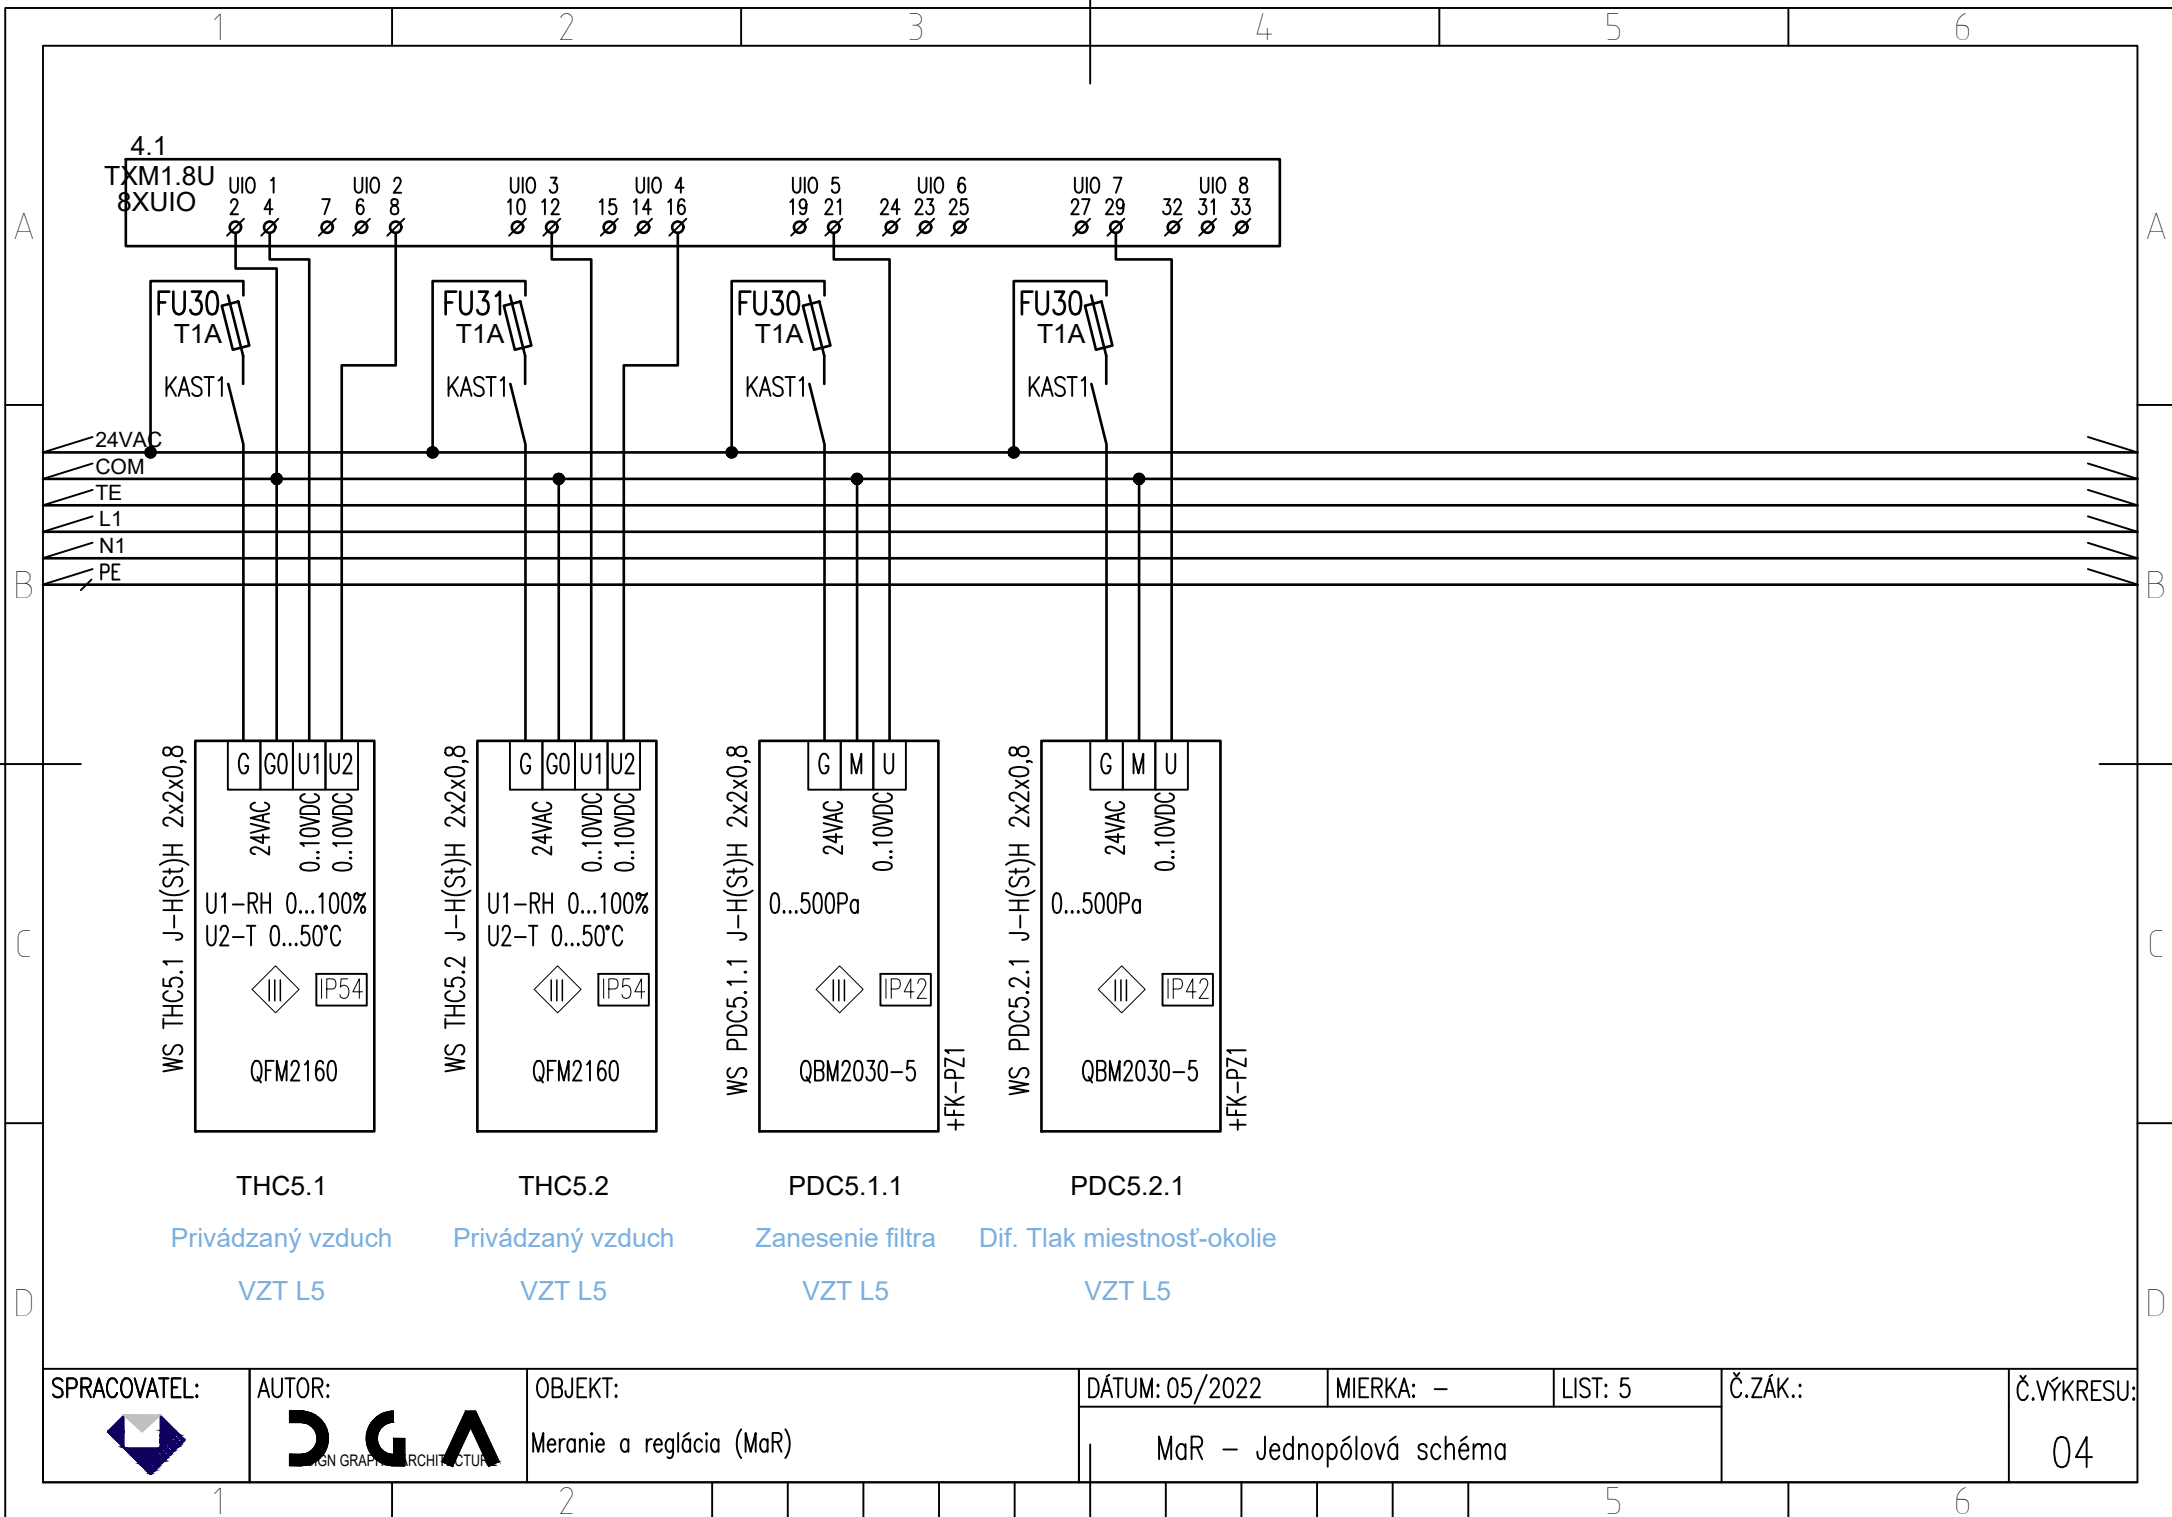 1 2 3 4 5 6
4.1
TXM1.8U
8XUIO
UIO 1 UIO 2 UIO 3 UIO 4 UIO 5 UIO 6 UIO 7 UIO 8
2 4 7 6 8 10 12 15 14 16 19 21 24 23 25 27 29 32 31 33
A A
FU30 FU31 FU30 FU30
T1A T1A T1A T1A
KAST1 KAST1 KAST1 KAST1
24VAC
COM
TE
L1
N1
PE
B B
WS THC5.1 J-H(St)H 2x2x0,8
G G0 U1 U2
24VAC 0..10VDC 0..10VDC
U1-RH 0...100%
U2-T 0...50°C
III IP54
QFM2160
WS THC5.2 J-H(St)H 2x2x0,8
G G0 U1 U2
24VAC 0..10VDC 0..10VDC
U1-RH 0...100%
U2-T 0...50°C
III IP54
QFM2160
WS PDC5.1.1 J-H(St)H 2x2x0,8
G M U
24VAC 0..10VDC
0...500Pa
III IP42
QBM2030-5
+FK-PZ1
WS PDC5.2.1 J-H(St)H 2x2x0,8
G M U
24VAC 0..10VDC
0...500Pa
III IP42
QBM2030-5
+FK-PZ1
C C
THC5.1 THC5.2 PDC5.1.1 PDC5.2.1
Privádzaný vzduch Privádzaný vzduch Zanesenie filtra Dif. Tlak miestnosť-okolie
VZT L5 VZT L5 VZT L5 VZT L5
D D
SPRACOVATEL: AUTOR: OBJEKT: DÁTUM: 05/2022 MIERKA: - LIST: 5 Č.ZÁK.: Č.VÝKRESU:
DGA
Meranie a reglácia (MaR) MaR - Jednopólová schéma 04
1 2 5 6